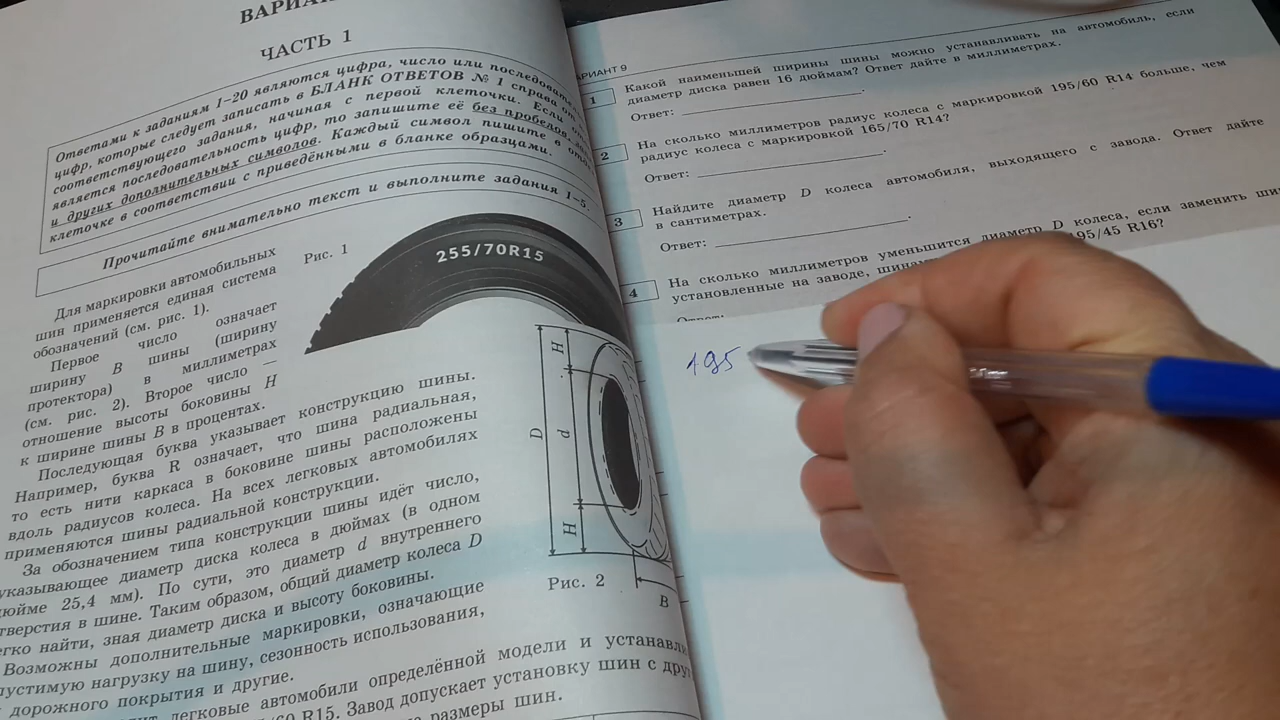 ВАРИАН
ЧАСТЬ 1
Ответами к заданиям 1–20 являются цифра, число или последовате
цифр, которые следует записать в БЛАНК ОТВЕТОВ № 1 справа от
соответствующего задания, начиная с первой клеточки. Если
является последовательность цифр, то запишите её без пробелов
и других дополнительных символов. Каждый символ пишите в отд
клеточке в соответствии с приведёнными в бланке образцами.
Прочитайте внимательно текст и выполните задания 1–5.
Для маркировки автомобильных
шин применяется единая система
обозначений (см. рис. 1).
Первое число означает
ширину B шины (ширину
протектора) в миллиметрах
(см. рис. 2). Второе число —
отношение высоты боковины H
к ширине шины B в процентах.
Рис. 1
255/70R15
Последующая буква указывает конструкцию шины.
Например, буква R означает, что шина радиальная,
то есть нити каркаса в боковине шины расположены
вдоль радиусов колеса. На всех легковых автомобилях
применяются шины радиальной конструкции.
За обозначением типа конструкции шины идёт число,
указывающее диаметр диска колеса в дюймах (в одном
дюйме 25,4 мм). По сути, это диаметр d внутреннего
тверстия в шине. Таким образом, общий диаметр колеса D
егко найти, зная диаметр диска и высоту боковины.
Возможны дополнительные маркировки, означающие
пустимую нагрузку на шину, сезонность использования,
дорожного покрытия и другие.
легковые автомобили определённой модели и устанавли
60 R15. Завод допускает установку шин с дру
размеры шин.
H
D
d
H
Рис. 2
B
АРИАНТ 9
1
Какой наименьшей ширины шины можно устанавливать на автомобиль, если
диаметр диска равен 16 дюймам? Ответ дайте в миллиметрах.
Ответ:
2
На сколько миллиметров радиус колеса с маркировкой 195/60 R14 больше, чем
радиус колеса с маркировкой 165/70 R14?
Ответ:
3
Найдите диаметр D колеса автомобиля, выходящего с завода. Ответ дайте
в сантиметрах.
Ответ:
4
На сколько миллиметров уменьшится диаметр D колеса, если заменить ши
установленные на заводе, шинам 195/45 R16?
195